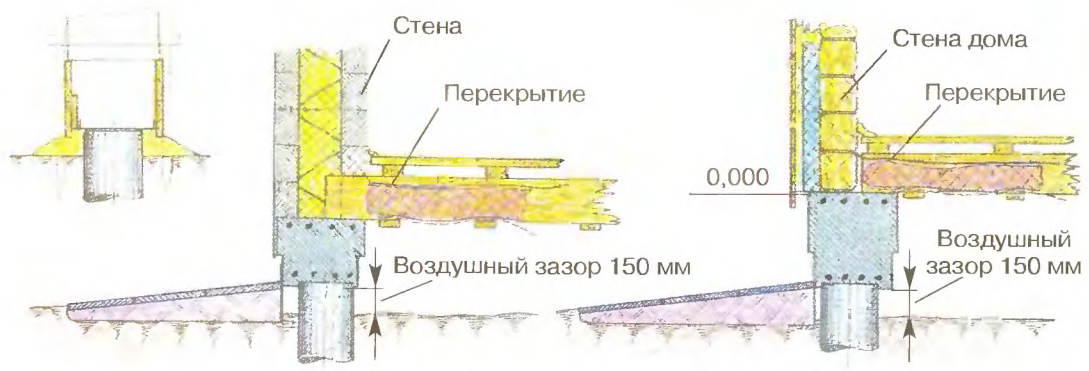 Стена
Перекрытие
Воздушный зазор 150 мм
Стена дома
Перекрытие
0,000
Воздушный
зазор 150 мм